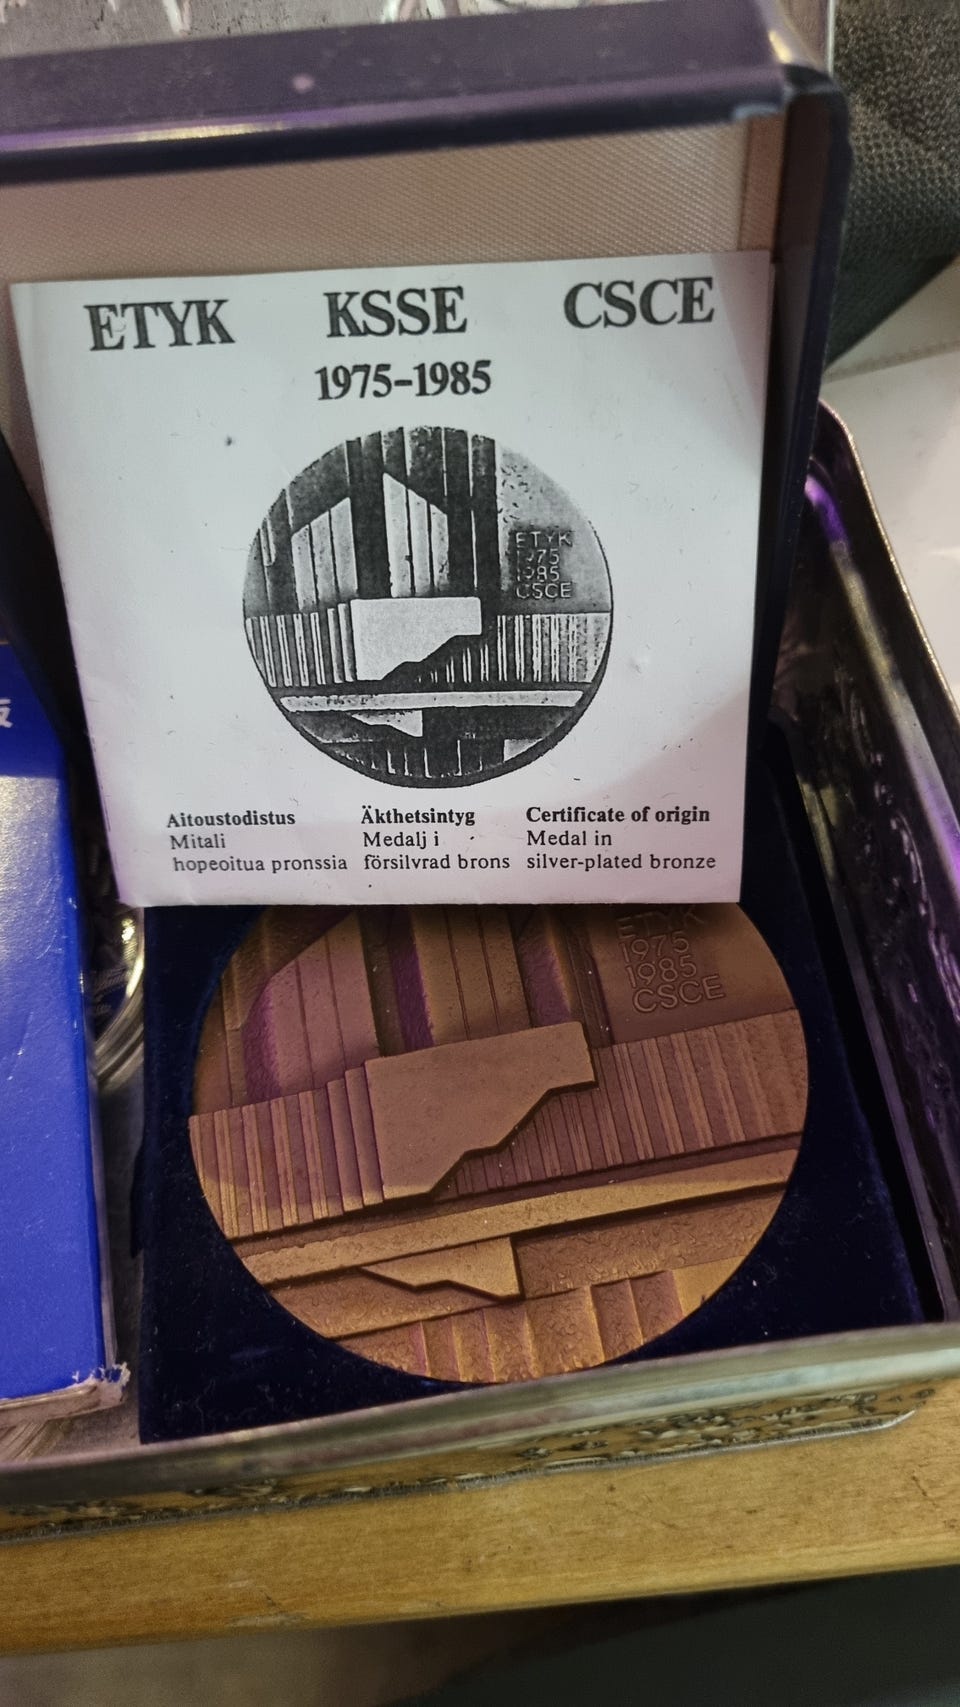 ETYK KSSE CSCE
1975-1985
ETYK
1975
1985
CSCE
Aitoustodistus
Mitali
hopeoitua pronssia
Äkthetsintyg
Medalj i
försilvrad brons
Certificate of origin
Medal in
silver-plated bronze
ETYK
1975
1985
CSCE